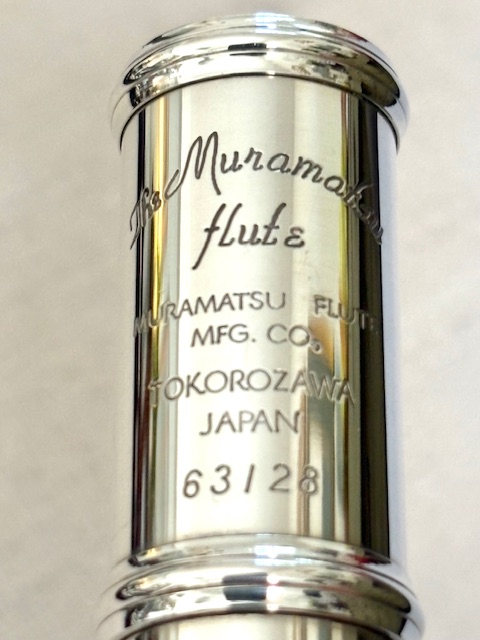 The Muramatsu
flute
MURAMATSU FLUTE
MFG. CO.
TOKOROZAWA
JAPAN
63128